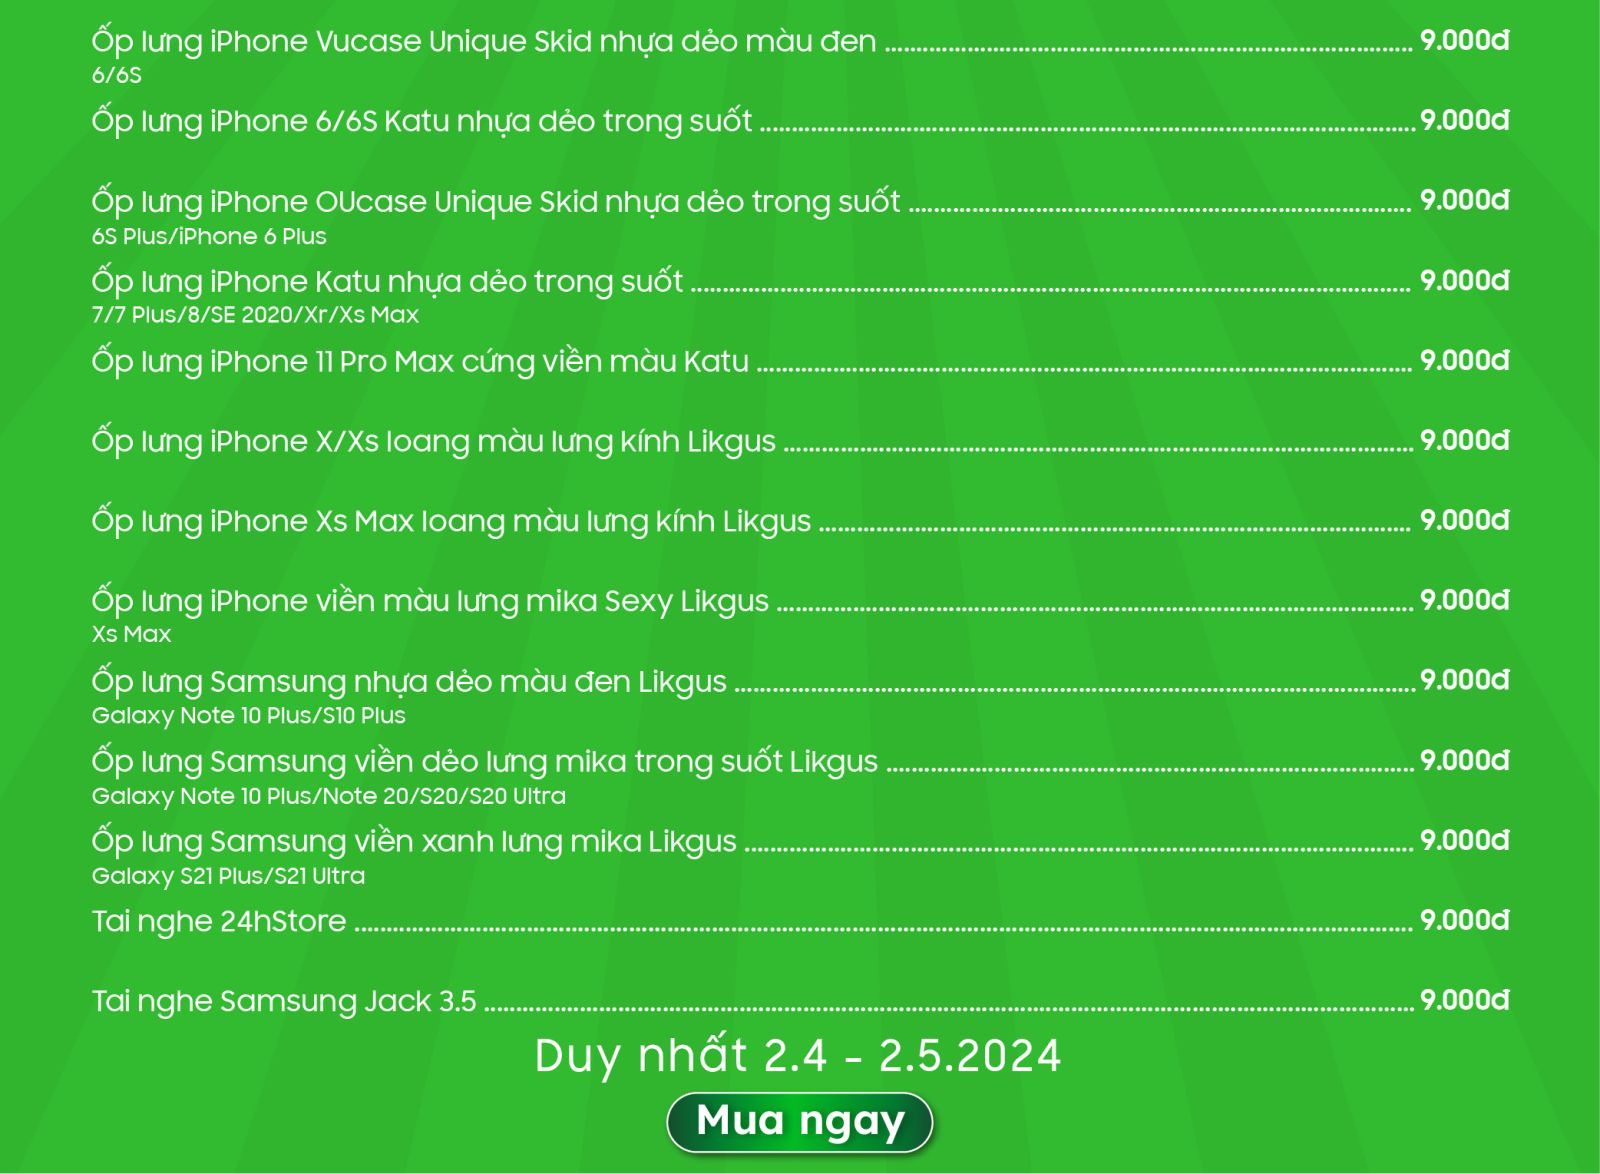 Ốp lưng iPhone Vucase Unique Skid nhựa dẻo màu đen ........ 9.000đ
6/6S
Ốp lưng iPhone 6/6S Katu nhựa dẻo trong suốt ........ 9.000đ
Ốp lưng iPhone OUcase Unique Skid nhựa dẻo trong suốt ........ 9.000đ
6S Plus/iPhone 6 Plus
Ốp lưng iPhone Katu nhựa dẻo trong suốt ........ 9.000đ
7/7 Plus/8/SE 2020/Xr/Xs Max
Ốp lưng iPhone 11 Pro Max cứng viền màu Katu ........ 9.000đ
Ốp lưng iPhone X/Xs loang màu lưng kính Likgus ........ 9.000đ
Ốp lưng iPhone Xs Max loang màu lưng kính Likgus ........ 9.000đ
Ốp lưng iPhone viền màu lưng mika Sexy Likgus ........ 9.000đ
Xs Max
Ốp lưng Samsung nhựa dẻo màu đen Likgus ........ 9.000đ
Galaxy Note 10 Plus/S10 Plus
Ốp lưng Samsung viền dẻo lưng mika trong suốt Likgus ........ 9.000đ
Galaxy Note 10 Plus/Note 20/S20/S20 Ultra
Ốp lưng Samsung viền xanh lưng mika Likgus ........ 9.000đ
Galaxy S21 Plus/S21 Ultra
Tai nghe 24hStore ........ 9.000đ
Tai nghe Samsung Jack 3.5 ........ 9.000đ
Duy nhất 2.4 - 2.5.2024
Mua ngay